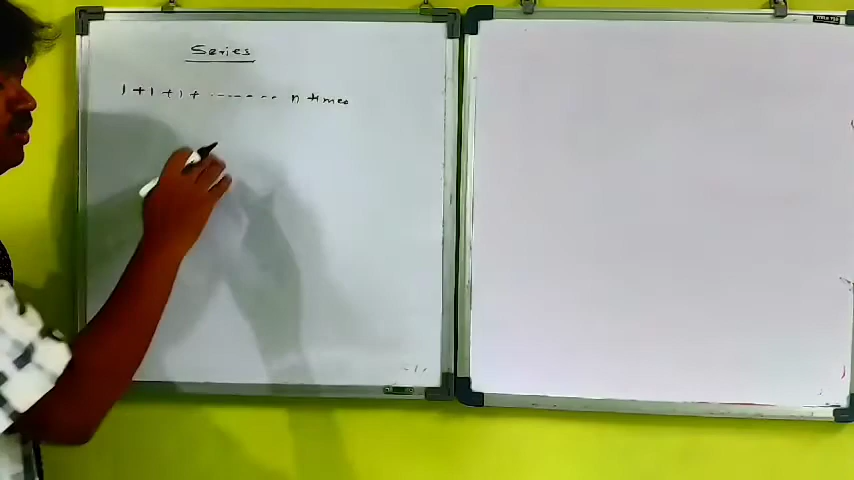 Series
1 + 1 + 1 + ......... n times